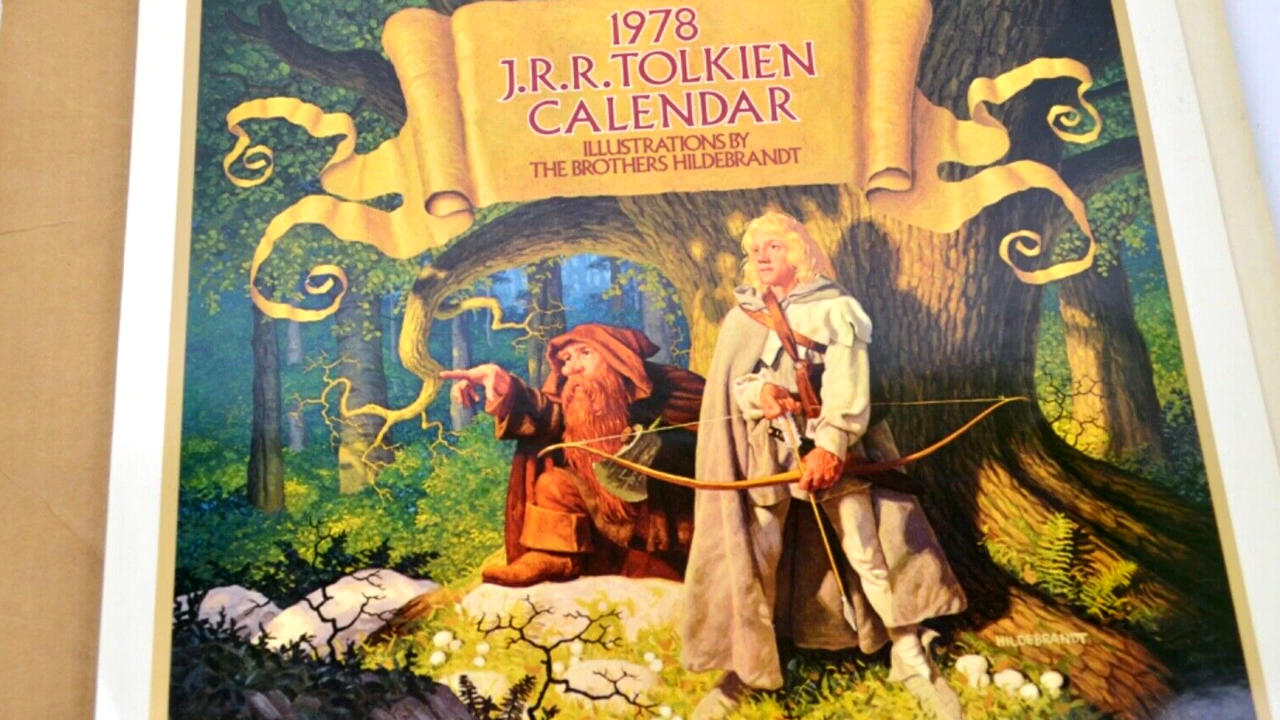 1978
J.R.R. TOLKIEN
CALENDAR
ILLUSTRATIONS BY
THE BROTHERS HILDEBRANDT
HILDEBRANDT